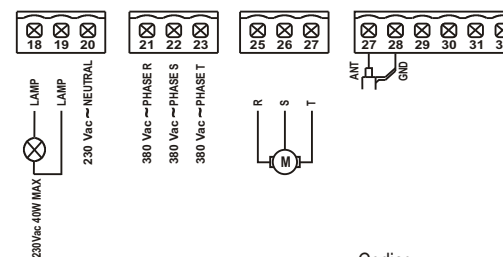 18 19 20
21 22 23
25 26 27
27 28 29 30 31
LAMP
LAMP
230 Vac ~ NEUTRAL
380 Vac ~ PHASE R
380 Vac ~ PHASE S
380 Vac ~ PHASE T
R
S
T
M
ANT
GND
230Vac 40W MAX